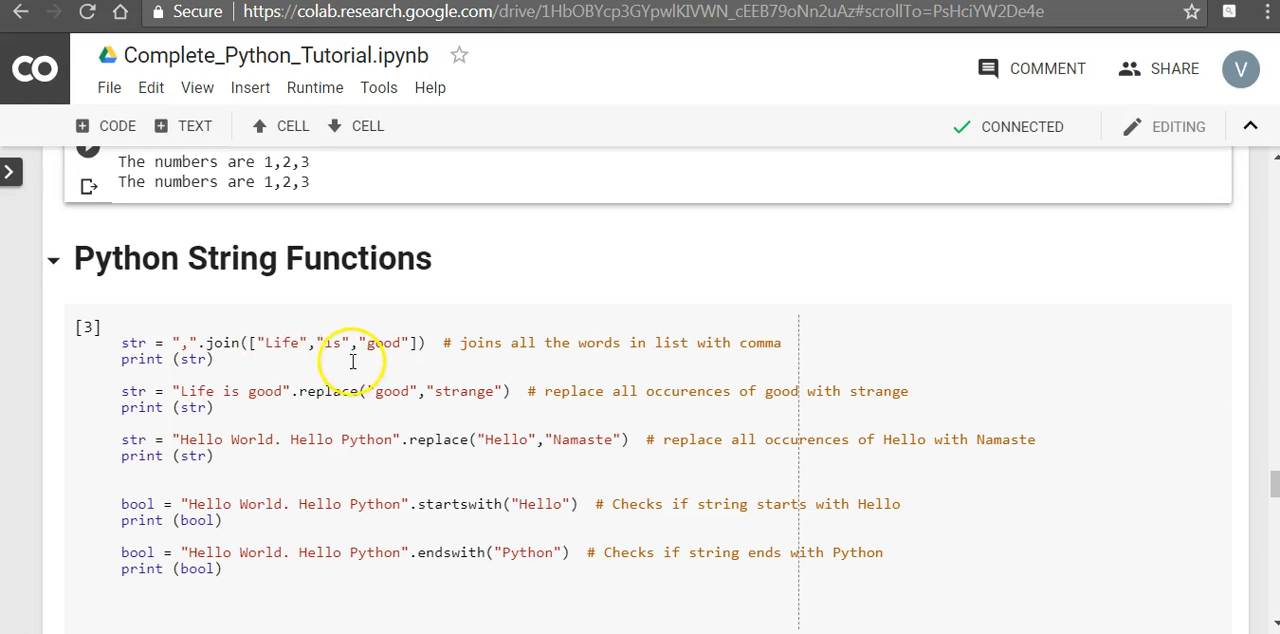 Secure https://colab.research.google.com/drive/1HbOBYcp3GYpwlKIVWN_cEEB79oNn2uAz#scrollTo=PsHciYW2De4e
CO Complete_Python_Tutorial.ipynb
COMMENT SHARE V
File Edit View Insert Runtime Tools Help
CODE TEXT CELL CELL CONNECTED EDITING
The numbers are 1,2,3
The numbers are 1,2,3
Python String Functions
[3]
str = ",".join(["Life","is","good"]) # joins all the words in list with comma
print (str)
str = "Life is good".replace("good","strange") # replace all occurences of good with strange
print (str)
str = "Hello World. Hello Python".replace("Hello","Namaste") # replace all occurences of Hello with Namaste
print (str)
bool = "Hello World. Hello Python".startswith("Hello") # Checks if string starts with Hello
print (bool)
bool = "Hello World. Hello Python".endswith("Python") # Checks if string ends with Python
print (bool)